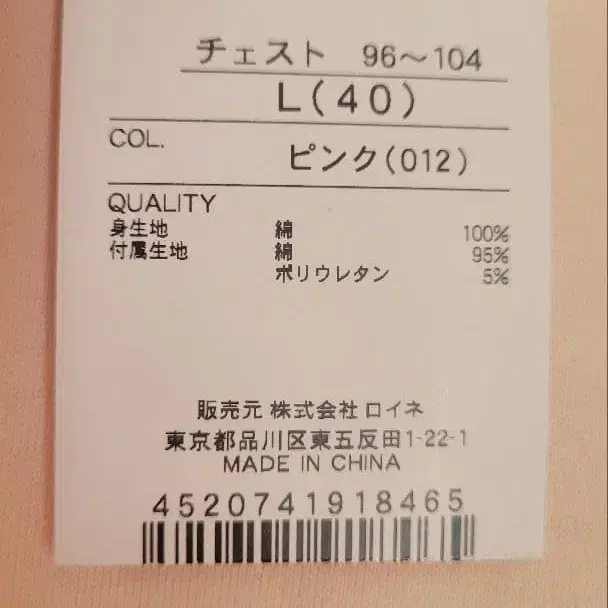 チェスト 96～104
L(40)
COL. ピンク(012)
QUALITY
身生地 綿 100%
付属生地 綿 95%
ポリウレタン 5%
販売元 株式会社 ロイネ
東京都品川区東五反田1-22-1
MADE IN CHINA
4520741918465